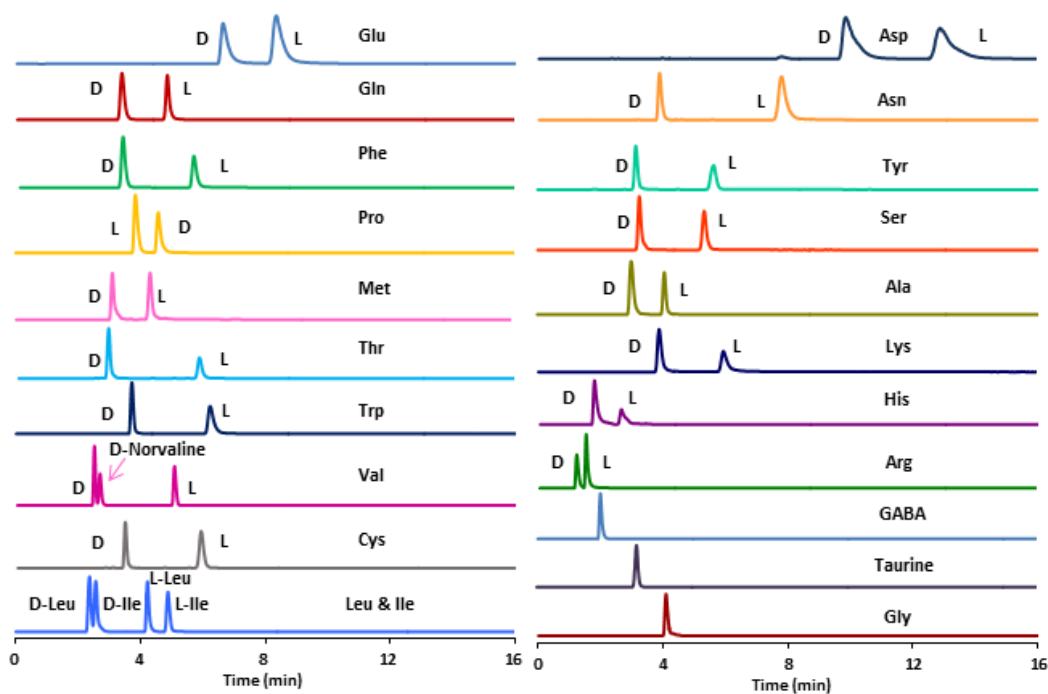 D L Glu
D L Gln
D L Phe
L D Pro
D L Met
D L Thr
D L Trp
D-Norvaline
D L Val
D L Cys
L-Leu
D-Leu D-Ile L-Ile Leu & Ile
0 4 8 12 16
Time (min)
D Asp L
D L Asn
D L Tyr
D L Ser
D L Ala
D L Lys
D L His
D L Arg
GABA
Taurine
Gly
0 4 8 12 16
Time (min)